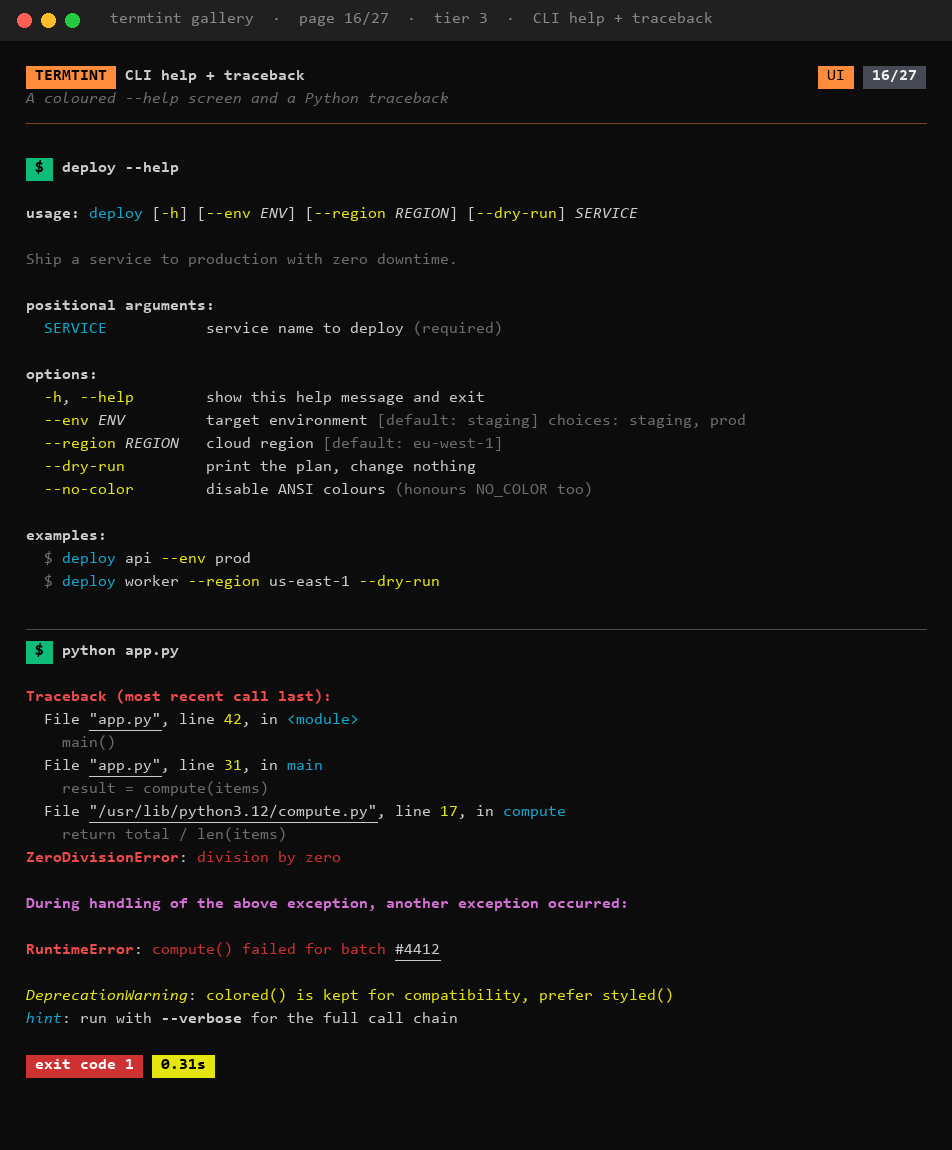 termtint gallery · page 16/27 · tier 3 · CLI help + traceback
TERMTINT CLI help + traceback UI 16/27
A coloured --help screen and a Python traceback
$ deploy --help
usage: deploy [-h] [--env ENV] [--region REGION] [--dry-run] SERVICE
Ship a service to production with zero downtime.
positional arguments:
SERVICE service name to deploy (required)
options:
-h, --help show this help message and exit
--env ENV target environment [default: staging] choices: staging, prod
--region REGION cloud region [default: eu-west-1]
--dry-run print the plan, change nothing
--no-color disable ANSI colours (honours NO_COLOR too)
examples:
$ deploy api --env prod
$ deploy worker --region us-east-1 --dry-run
$ python app.py
Traceback (most recent call last):
File "app.py", line 42, in <module>
main()
File "app.py", line 31, in main
result = compute(items)
File "/usr/lib/python3.12/compute.py", line 17, in compute
return total / len(items)
ZeroDivisionError: division by zero
During handling of the above exception, another exception occurred:
RuntimeError: compute() failed for batch #4412
DeprecationWarning: colored() is kept for compatibility, prefer styled()
hint: run with --verbose for the full call chain
exit code 1 0.31s